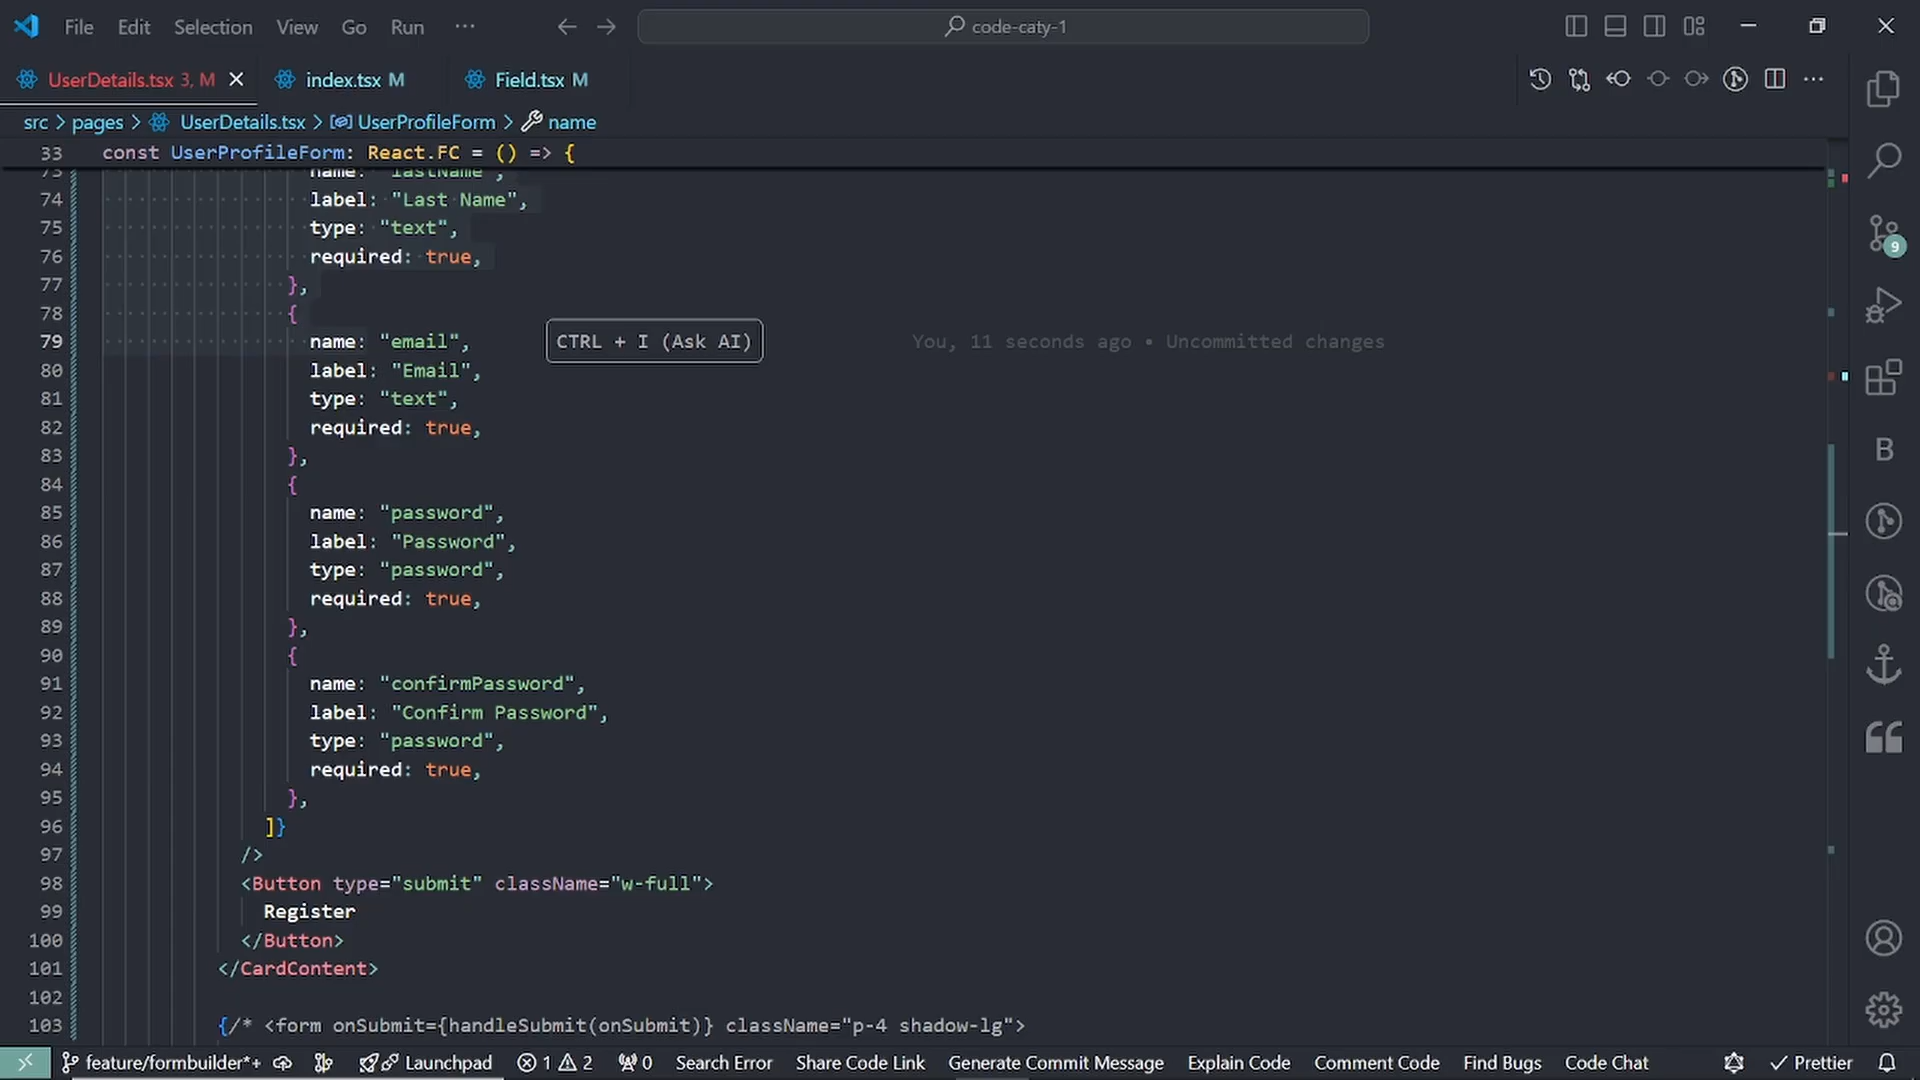 File Edit Selection View Go Run ··· code-caty-1
UserDetails.tsx 3, M index.tsx M Field.tsx M
src > pages > UserDetails.tsx > UserProfileForm > name
33 const UserProfileForm: React.FC = () => {
73 name: "lastName",
74 label: "Last Name",
75 type: "text",
76 required: true,
77 },
78 {
79 name: "email", CTRL + I (Ask AI) You, 11 seconds ago • Uncommitted changes
80 label: "Email",
81 type: "text",
82 required: true,
83 },
84 {
85 name: "password",
86 label: "Password",
87 type: "password",
88 required: true,
89 },
90 {
91 name: "confirmPassword",
92 label: "Confirm Password",
93 type: "password",
94 required: true,
95 },
96 ]}
97 />
98 <Button type="submit" className="w-full">
99 Register
100 </Button>
101 </CardContent>
102
103 {/* <form onSubmit={handleSubmit(onSubmit)} className="p-4 shadow-lg">
9
B
feature/formbuilder*+ Launchpad 1 2 0 Search Error Share Code Link Generate Commit Message Explain Code Comment Code Find Bugs Code Chat Prettier